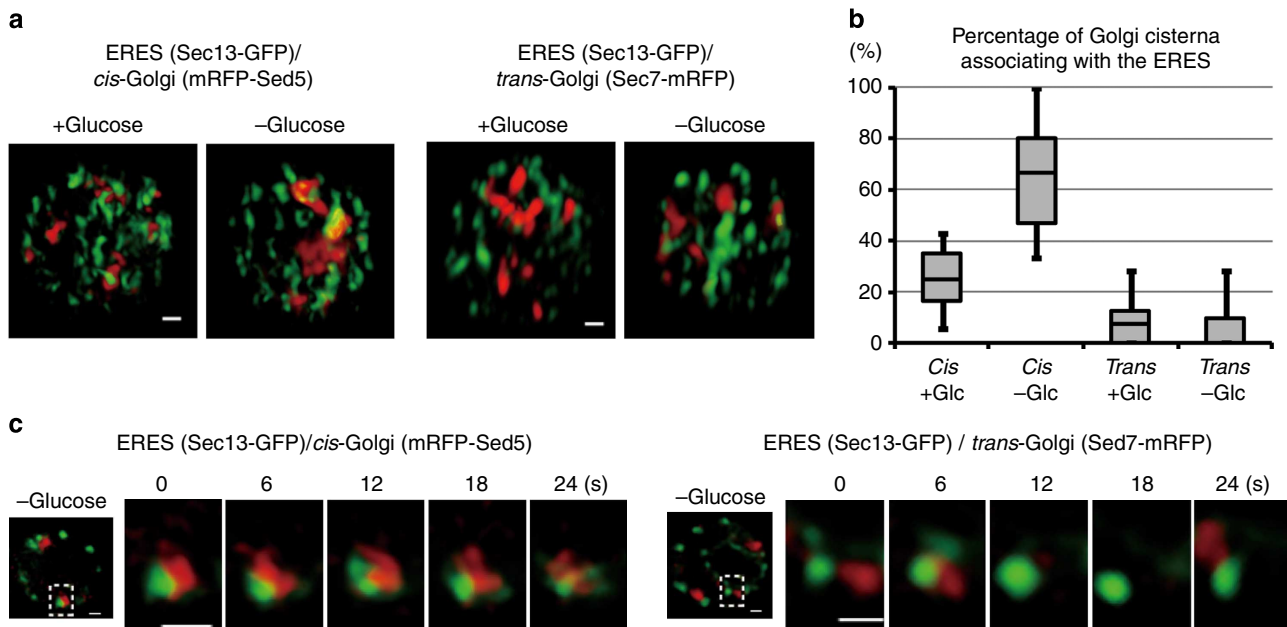 a
ERES (Sec13-GFP)/
cis-Golgi (mRFP-Sed5)
+Glucose
–Glucose
ERES (Sec13-GFP)/
trans-Golgi (Sec7-mRFP)
+Glucose
–Glucose
b
(%)
Percentage of Golgi cisterna
associating with the ERES
100
80
60
40
20
0
Cis
+Glc
Cis
–Glc
Trans
+Glc
Trans
–Glc
c
ERES (Sec13-GFP)/cis-Golgi (mRFP-Sed5)
–Glucose
0 6 12 18 24 (s)
ERES (Sec13-GFP) / trans-Golgi (Sed7-mRFP)
–Glucose
0 6 12 18 24 (s)